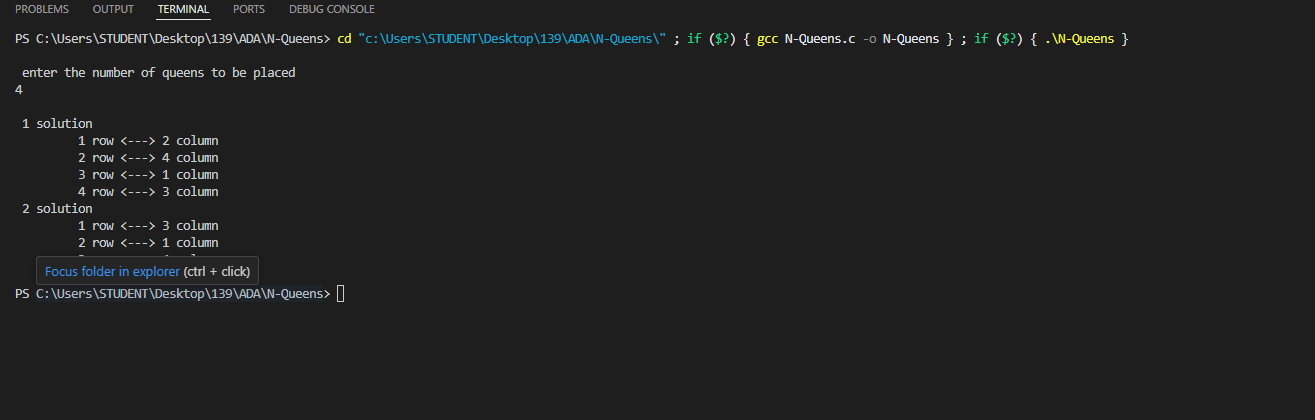 PROBLEMS OUTPUT TERMINAL PORTS DEBUG CONSOLE
PS C:\Users\STUDENT\Desktop\139\ADA\N-Queens> cd "c:\Users\STUDENT\Desktop\139\ADA\N-Queens\" ; if ($?) { gcc N-Queens.c -o N-Queens } ; if ($?) { .\N-Queens }
enter the number of queens to be placed
4
1 solution
1 row <---> 2 column
2 row <---> 4 column
3 row <---> 1 column
4 row <---> 3 column
2 solution
1 row <---> 3 column
2 row <---> 1 column
Focus folder in explorer (ctrl + click)
PS C:\Users\STUDENT\Desktop\139\ADA\N-Queens>